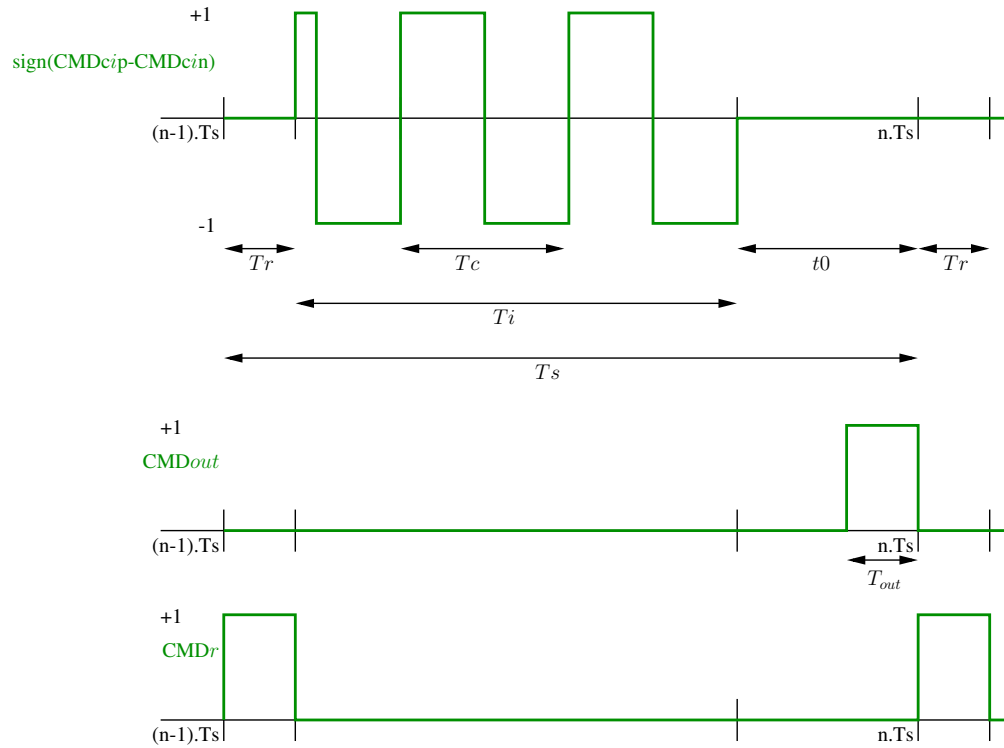 +1
sign(CMDcip-CMDcin)
(n-1).Ts
n.Ts
-1
Tr
Tc
t0
Tr
Ti
Ts
+1
CMDout
(n-1).Ts
n.Ts
Tout
+1
CMDr
(n-1).Ts
n.Ts